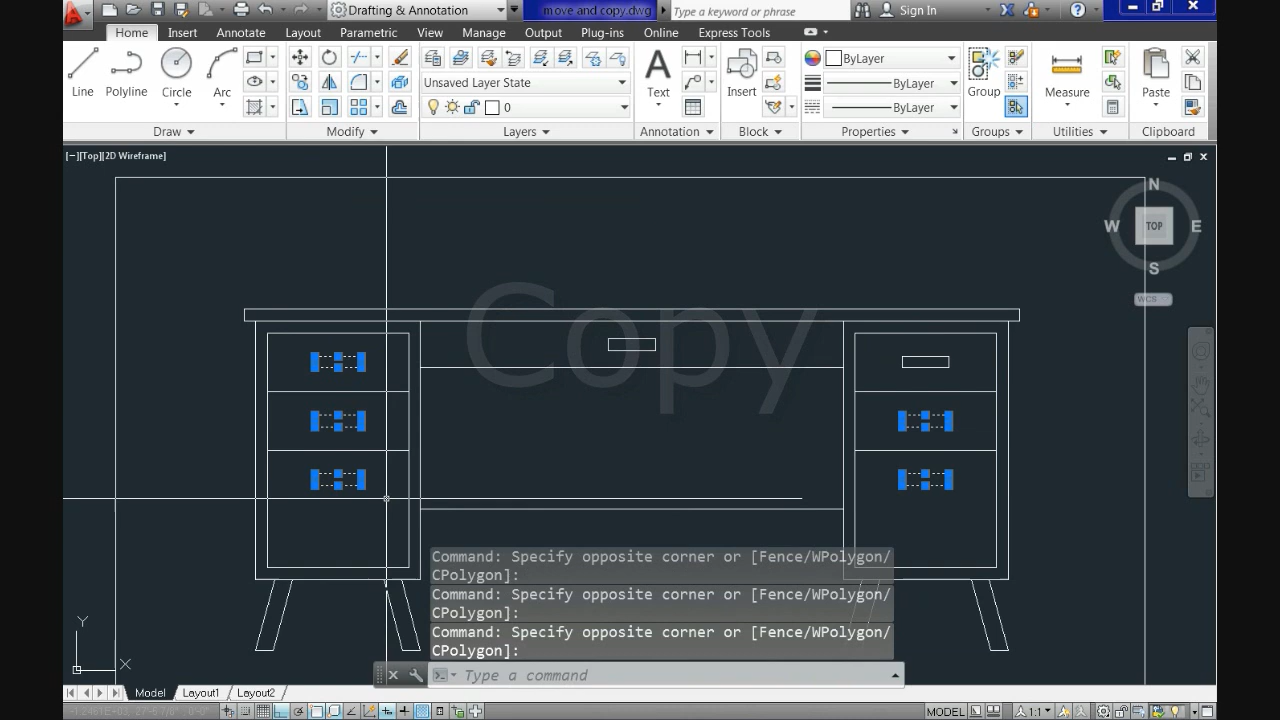 Drafting & Annotation
move and copy.dwg
Type a keyword or phrase
Sign In
Home Insert Annotate Layout Parametric View Manage Output Plug-ins Online Express Tools
Unsaved Layer State
ByLayer
ByLayer
ByLayer
0
Line Polyline Circle Arc
Text
Insert
Group
Measure
Paste
Draw Modify Layers Annotation Block Properties Groups Utilities Clipboard
[−][Top][2D Wireframe]
N
W TOP E
S
WCS
Copy
Command: Specify opposite corner or [Fence/WPolygon/
CPolygon]:
Command: Specify opposite corner or [Fence/WPolygon/
CPolygon]:
Command: Specify opposite corner or [Fence/WPolygon/
CPolygon]:
Type a command
Y
X
Model Layout1 Layout2
MODEL 1:1